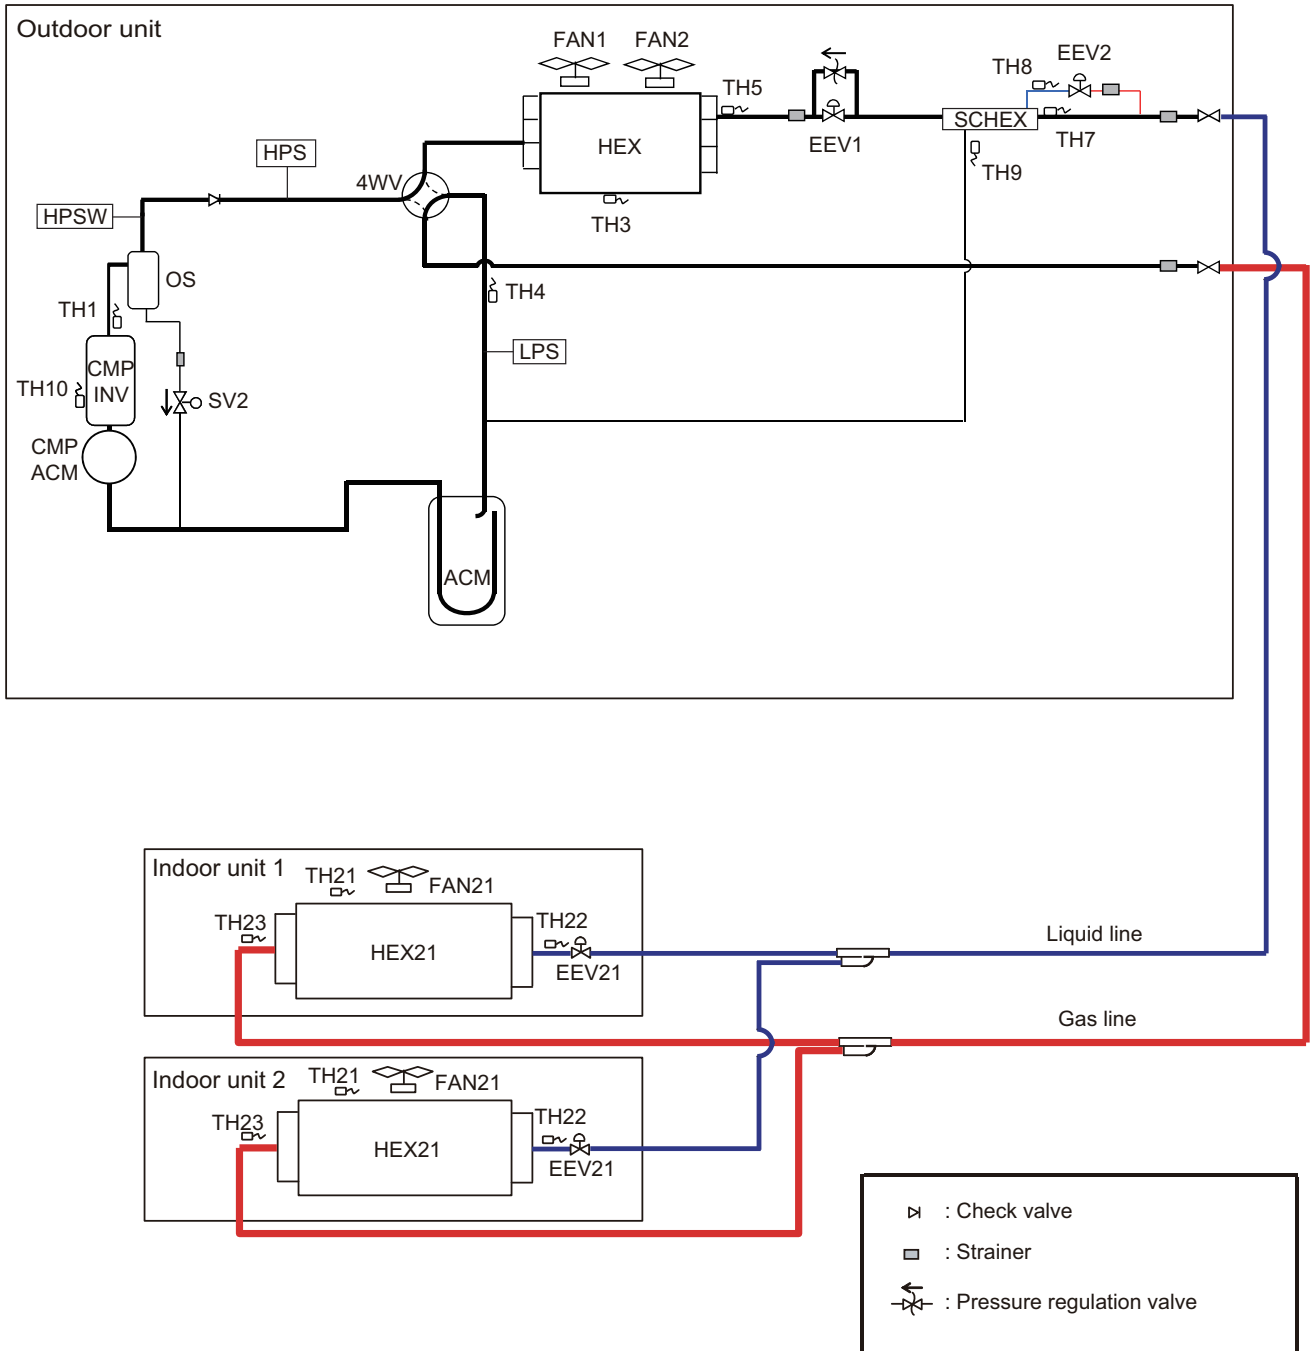 Outdoor unit
FAN1
FAN2
TH5
EEV1
TH8
EEV2
SCHEX
TH7
TH9
HEX
TH3
HPS
4WV
HPSW
OS
TH1
TH4
LPS
CMP
INV
TH10
SV2
CMP
ACM
ACM
Indoor unit 1
TH21
FAN21
TH23
TH22
HEX21
EEV21
Liquid line
Gas line
Indoor unit 2
TH21
FAN21
TH23
TH22
HEX21
EEV21
: Check valve
: Strainer
: Pressure regulation valve